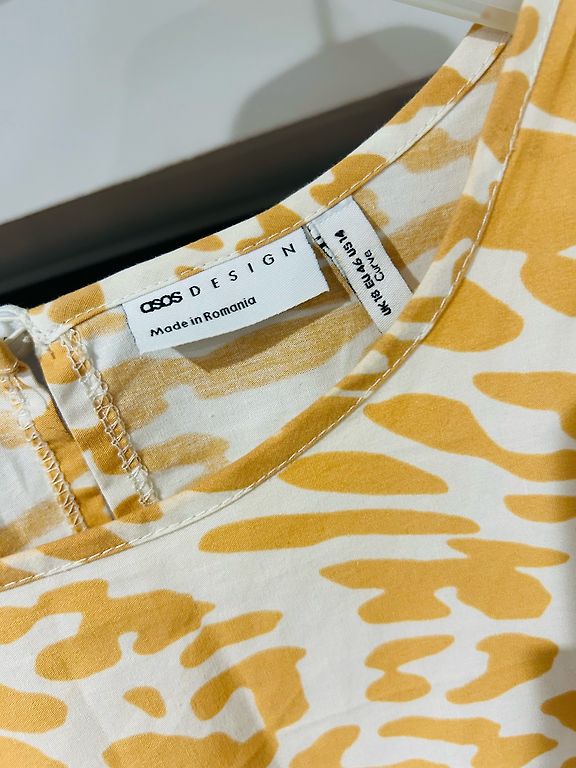 asos DESIGN
Made in Romania
UK 18 EU 46 US 14
Curve